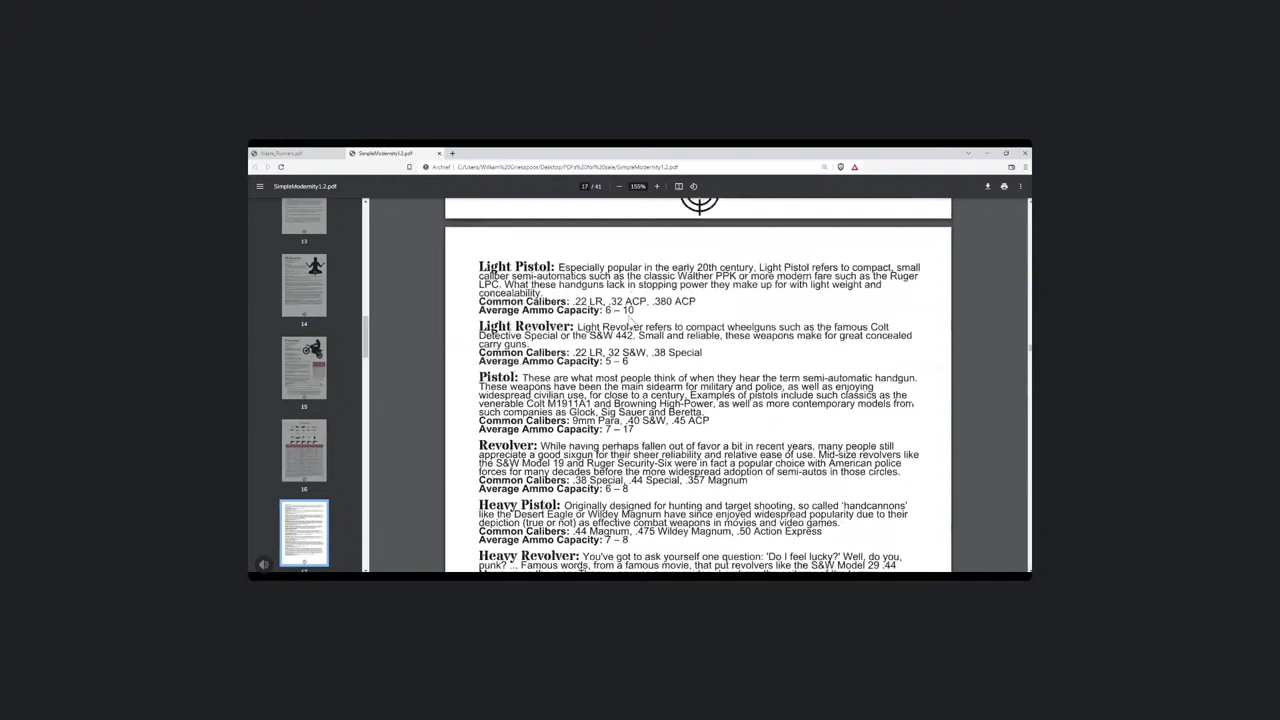 Waste_Runners.pdf
SimpleModernity1.2.pdf
Archief
C:/Users/William%20Gnekspoor/Desktop/PDFs%20for%20sale/SimpleModernity1.2.pdf
SimpleModernity1.2.pdf
17 / 41
155%
13
14
15
16
Light Pistol: Especially popular in the early 20th century, Light Pistol refers to compact, small
caliber semi-automatics such as the classic Walther PPK or more modern fare such as the Ruger
LPC. What these handguns lack in stopping power they make up for with light weight and
concealability.
Common Calibers: .22 LR, .32 ACP, .380 ACP
Average Ammo Capacity: 6 – 10
Light Revolver: Light Revolver refers to compact wheelguns such as the famous Colt
Detective Special or the S&W 442. Small and reliable, these weapons make for great concealed
carry guns.
Common Calibers: .22 LR, 32 S&W, .38 Special
Average Ammo Capacity: 5 – 6
Pistol: These are what most people think of when they hear the term semi-automatic handgun.
These weapons have been the main sidearm for military and police, as well as enjoying
widespread civilian use, for close to a century. Examples of pistols include such classics as the
venerable Colt M1911A1 and Browning High-Power, as well as more contemporary models from
such companies as Glock, Sig Sauer and Beretta.
Common Calibers: 9mm Para, .40 S&W, .45 ACP
Average Ammo Capacity: 7 – 17
Revolver: While having perhaps fallen out of favor a bit in recent years, many people still
appreciate a good sixgun for their sheer reliability and relative ease of use. Mid-size revolvers like
the S&W Model 19 and Ruger Security-Six were in fact a popular choice with American police
forces for many decades before the more widespread adoption of semi-autos in those circles.
Common Calibers: .38 Special, .44 Special, .357 Magnum
Average Ammo Capacity: 6 – 8
Heavy Pistol: Originally designed for hunting and target shooting, so called ‘handcannons’
like the Desert Eagle or Wildey Magnum have since enjoyed widespread popularity due to their
depiction (true or not) as effective combat weapons in movies and video games.
Common Calibers: .44 Magnum, .475 Wildey Magnum, .50 Action Express
Average Ammo Capacity: 7 – 8
Heavy Revolver: You've got to ask yourself one question: 'Do I feel lucky?' Well, do you,
punk? ... Famous words, from a famous movie, that put revolvers like the S&W Model 29 .44